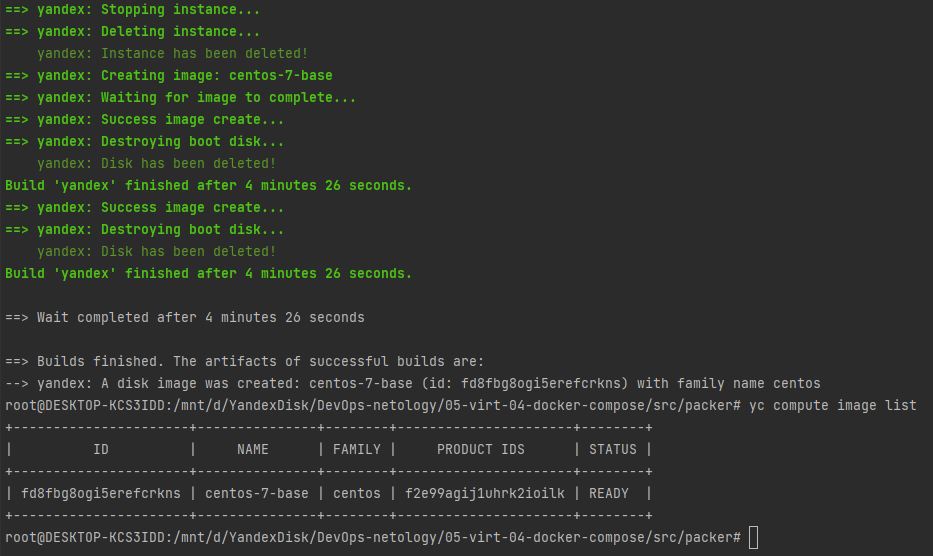 ==> yandex: Stopping instance...
==> yandex: Deleting instance...
    yandex: Instance has been deleted!
==> yandex: Creating image: centos-7-base
==> yandex: Waiting for image to complete...
==> yandex: Success image create...
==> yandex: Destroying boot disk...
    yandex: Disk has been deleted!
Build 'yandex' finished after 4 minutes 26 seconds.
==> yandex: Success image create...
==> yandex: Destroying boot disk...
    yandex: Disk has been deleted!
Build 'yandex' finished after 4 minutes 26 seconds.

==> Wait completed after 4 minutes 26 seconds

==> Builds finished. The artifacts of successful builds are:
--> yandex: A disk image was created: centos-7-base (id: fd8fbg8ogi5erefcrkns) with family name centos
root@DESKTOP-KCS3IDD:/mnt/d/YandexDisk/DevOps-netology/05-virt-04-docker-compose/src/packer# yc compute image list
+----------------------+---------------+--------+----------------------+--------+
|          ID          |     NAME      | FAMILY |     PRODUCT IDS      | STATUS |
+----------------------+---------------+--------+----------------------+--------+
| fd8fbg8ogi5erefcrkns | centos-7-base | centos | f2e99agij1uhrk2ioilk | READY  |
+----------------------+---------------+--------+----------------------+--------+
root@DESKTOP-KCS3IDD:/mnt/d/YandexDisk/DevOps-netology/05-virt-04-docker-compose/src/packer#